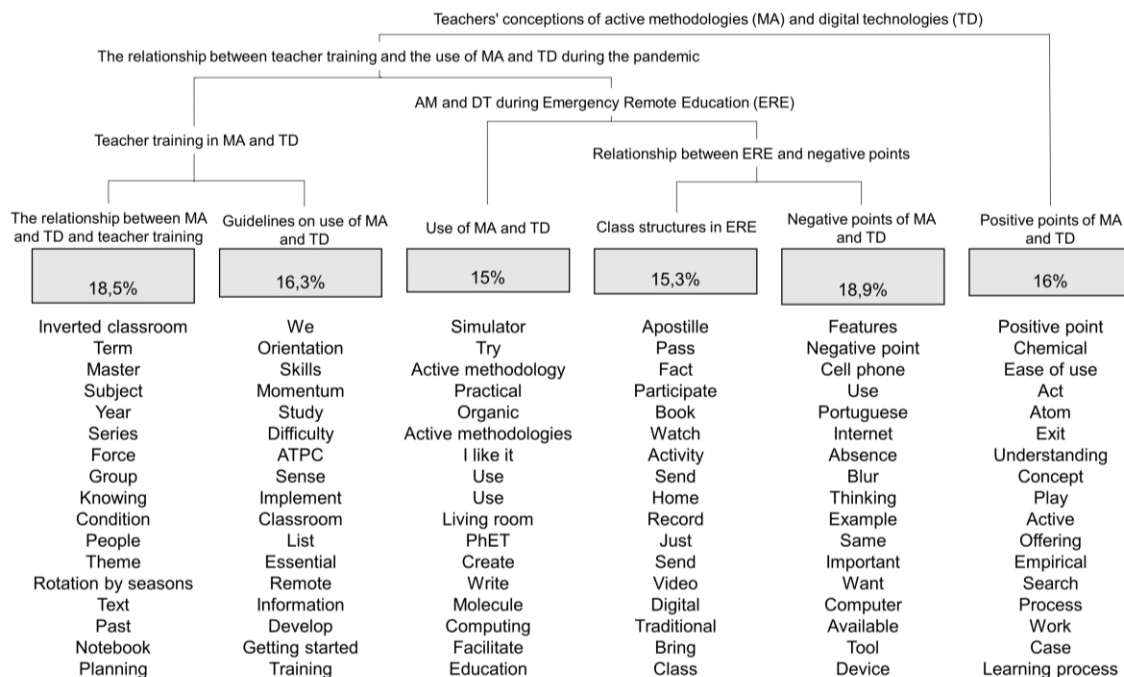 Teachers' conceptions of active methodologies (MA) and digital technologies (TD)
The relationship between teacher training and the use of MA and TD during the pandemic
AM and DT during Emergency Remote Education (ERE)
Teacher training in MA and TD
Relationship between ERE and negative points
The relationship between MA
and TD and teacher training
18,5%
Inverted classroom
Term
Master
Subject
Year
Series
Force
Group
Knowing
Condition
People
Theme
Rotation by seasons
Text
Past
Notebook
Planning
Guidelines on use of MA
and TD
16,3%
We
Orientation
Skills
Momentum
Study
Difficulty
ATPC
Sense
Implement
Classroom
List
Essential
Remote
Information
Develop
Getting started
Training
Use of MA and TD
15%
Simulator
Try
Active methodology
Practical
Organic
Active methodologies
I like it
Use
Use
Living room
PhET
Create
Write
Molecule
Computing
Facilitate
Education
Class structures in ERE
15,3%
Apostille
Pass
Fact
Participate
Book
Watch
Activity
Send
Home
Record
Just
Send
Video
Digital
Traditional
Bring
Class
Negative points of MA
and TD
18,9%
Features
Negative point
Cell phone
Use
Portuguese
Internet
Absence
Blur
Thinking
Example
Same
Important
Want
Computer
Available
Tool
Device
Positive points of MA
and TD
16%
Positive point
Chemical
Ease of use
Act
Atom
Exit
Understanding
Concept
Play
Active
Offering
Empirical
Search
Process
Work
Case
Learning process